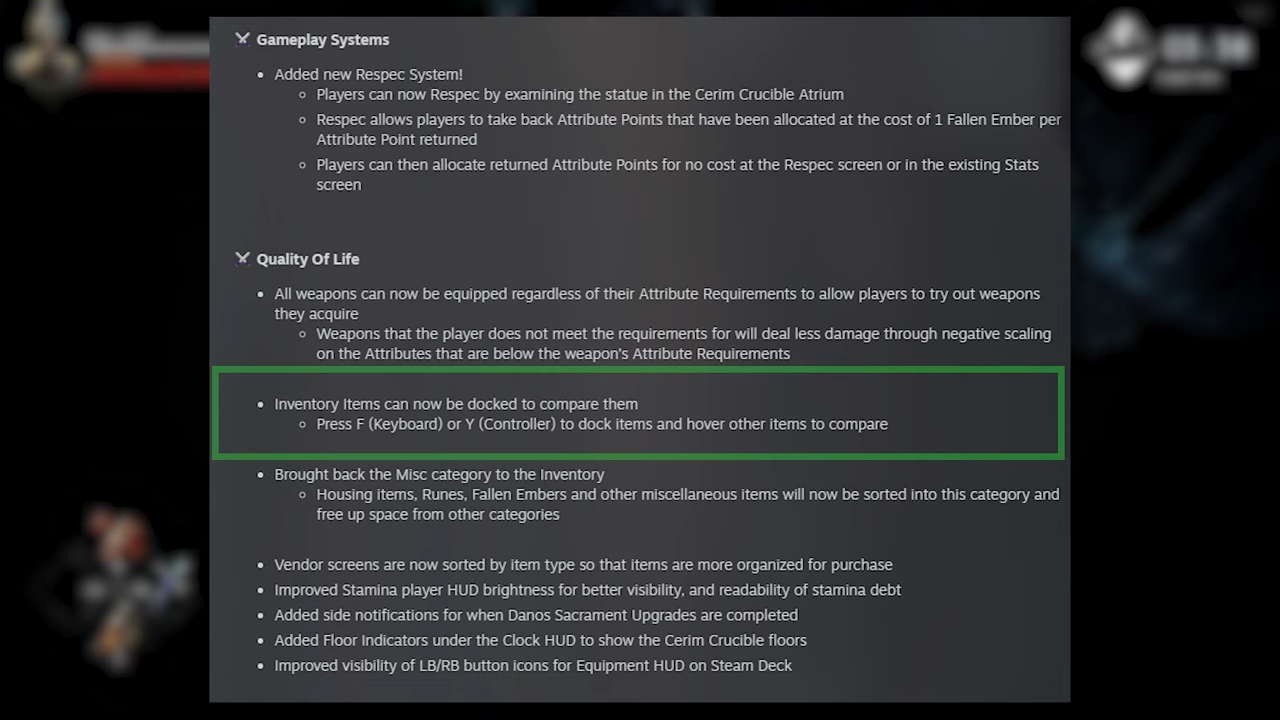 Gameplay Systems
Added new Respec System!
Players can now Respec by examining the statue in the Cerim Crucible Atrium
Respec allows players to take back Attribute Points that have been allocated at the cost of 1 Fallen Ember per
Attribute Point returned
Players can then allocate returned Attribute Points for no cost at the Respec screen or in the existing Stats
screen
Quality Of Life
All weapons can now be equipped regardless of their Attribute Requirements to allow players to try out weapons
they acquire
Weapons that the player does not meet the requirements for will deal less damage through negative scaling
on the Attributes that are below the weapon's Attribute Requirements
Inventory Items can now be docked to compare them
Press F (Keyboard) or Y (Controller) to dock items and hover other items to compare
Brought back the Misc category to the Inventory
Housing items, Runes, Fallen Embers and other miscellaneous items will now be sorted into this category and
free up space from other categories
Vendor screens are now sorted by item type so that items are more organized for purchase
Improved Stamina player HUD brightness for better visibility, and readability of stamina debt
Added side notifications for when Danos Sacrament Upgrades are completed
Added Floor Indicators under the Clock HUD to show the Cerim Crucible floors
Improved visibility of LB/RB button icons for Equipment HUD on Steam Deck